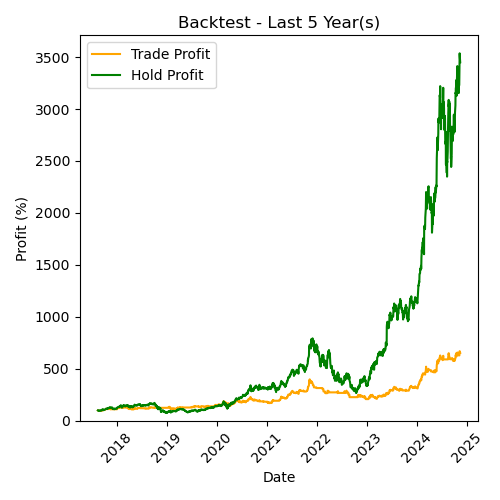 Backtest - Last 5 Year(s)
Trade Profit
Hold Profit
Profit (%)
3500
3000
2500
2000
1500
1000
500
0
2018 2019 2020 2021 2022 2023 2024 2025
Date